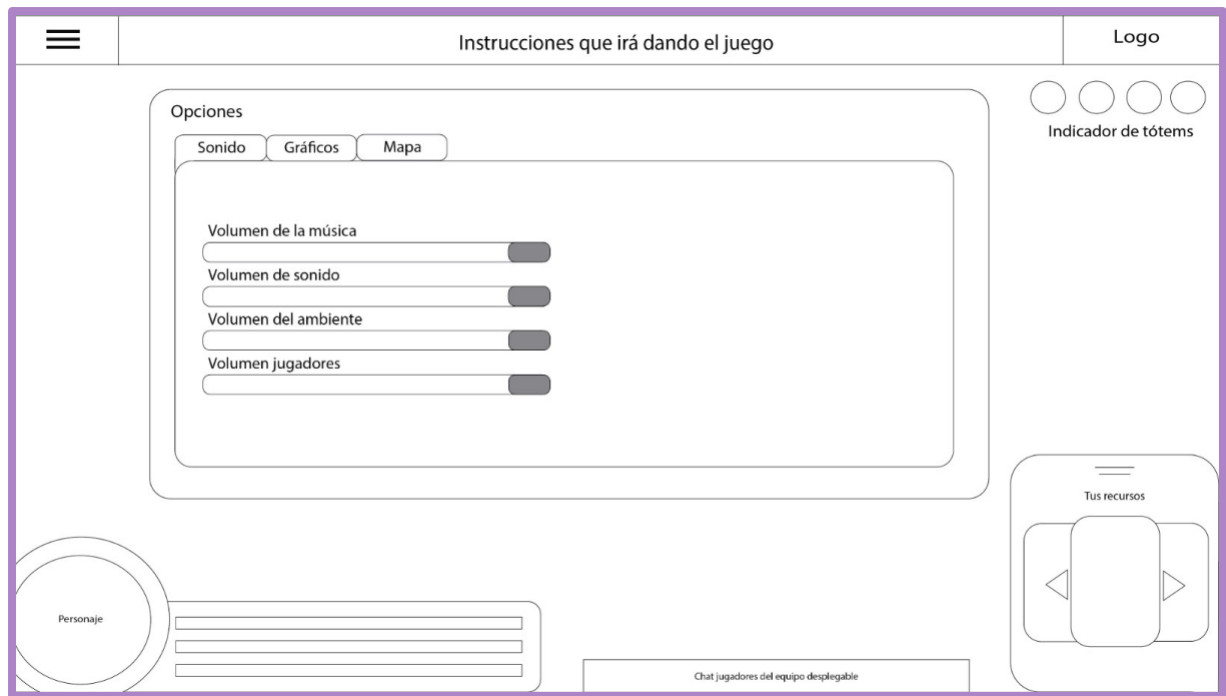 Instrucciones que irá dando el juego
Logo
Indicador de tótems
Opciones
Sonido
Gráficos
Mapa
Volumen de la música
Volumen de sonido
Volumen del ambiente
Volumen jugadores
Tus recursos
Personaje
Chat jugadores del equipo desplegable